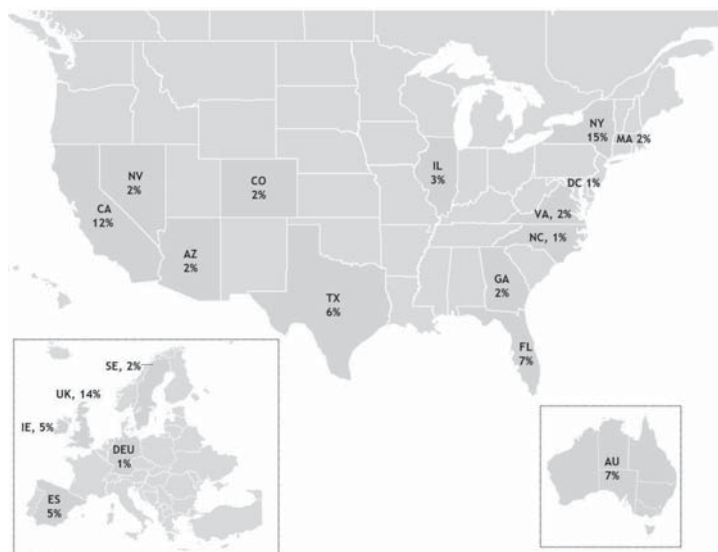 NY
15%
MA 2%
IL
3%
NV
2%
CO
2%
DC 1%
CA
12%
VA, 2%
NC, 1%
AZ
2%
GA
2%
TX
6%
FL
7%
SE, 2%
UK, 14%
IE, 5%
DEU
1%
ES
5%
AU
7%